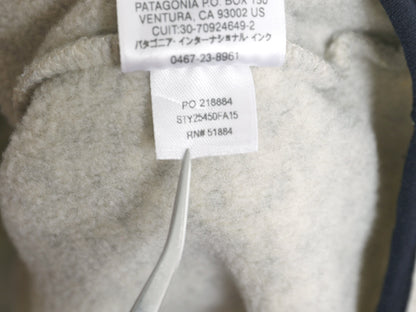 PATAGONIA P.O. BOX 150
VENTURA, CA 93002 US
CUIT:30-70924649-2
パタゴニア・インターナショナル・インク
0467-23-8961
PO 218884
STY25450FA15
RN# 51884